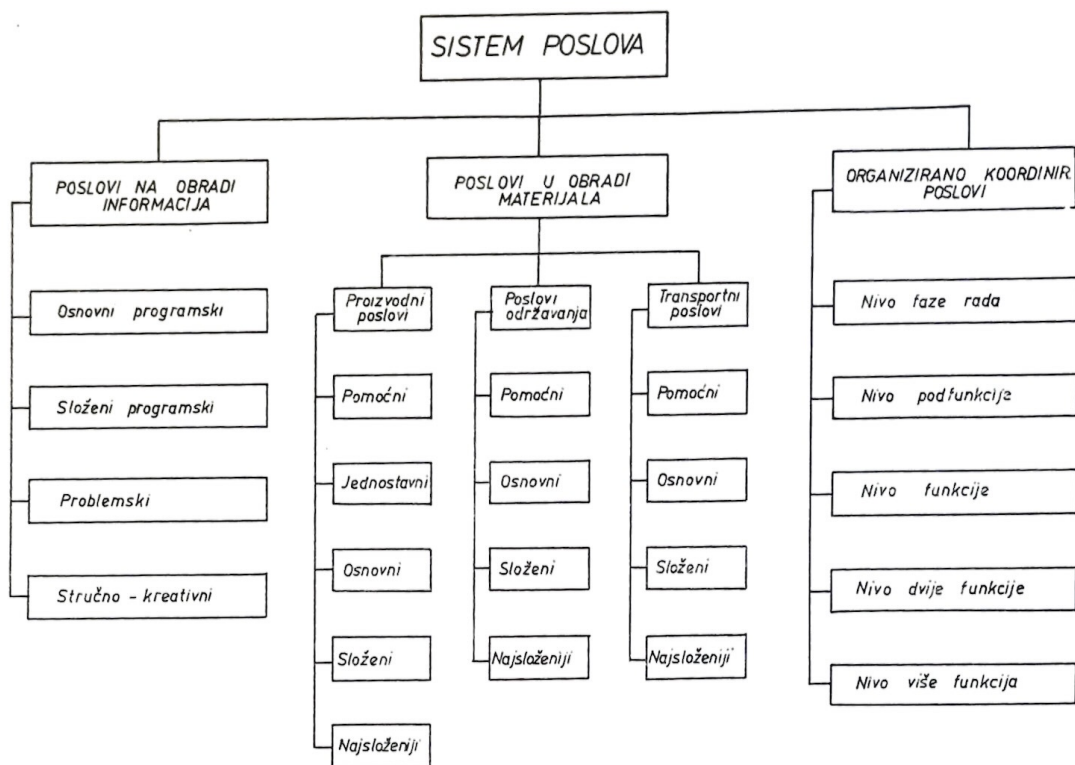 SISTEM POSLOVA
POSLOVI NA OBRADI
INFORMACIJA
Osnovni programski
Složeni programski
Problemski
Stručno - kreativni
POSLOVI U OBRADI
MATERIJALA
Proizvodni
poslovi
Pomoćni
Jednostavni
Osnovni
Složeni
Najsloženiji
Poslovi
održavanja
Pomoćni
Osnovni
Složeni
Najsloženiji
Transportni
poslovi
Pomoćni
Osnovni
Složeni
Najsloženiji
ORGANIZIRANO KOORDINIR.
POSLOVI
Nivo faze rada
Nivo podfunkcije
Nivo funkcije
Nivo dvije funkcije
Nivo više funkcija